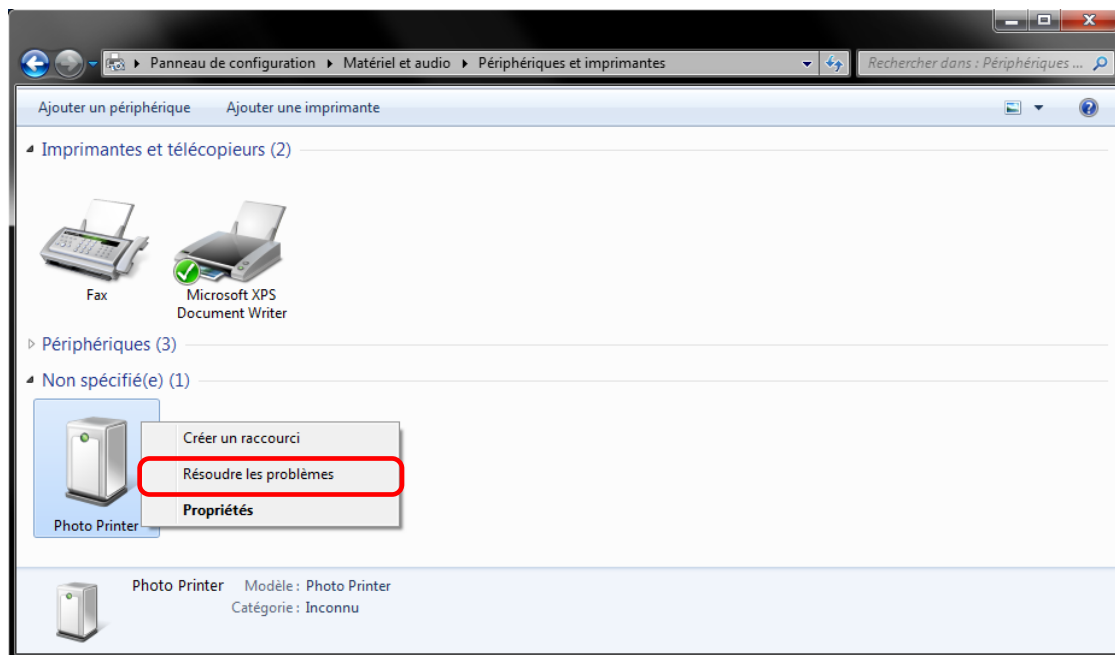 Panneau de configuration Matériel et audio Périphériques et imprimantes
Rechercher dans : Périphériques ...
Ajouter un périphérique Ajouter une imprimante
Imprimantes et télécopieurs (2)
Fax
Microsoft XPS
Document Writer
Périphériques (3)
Non spécifié(e) (1)
Créer un raccourci
Résoudre les problèmes
Propriétés
Photo Printer
Photo Printer Modèle : Photo Printer
Catégorie : Inconnu